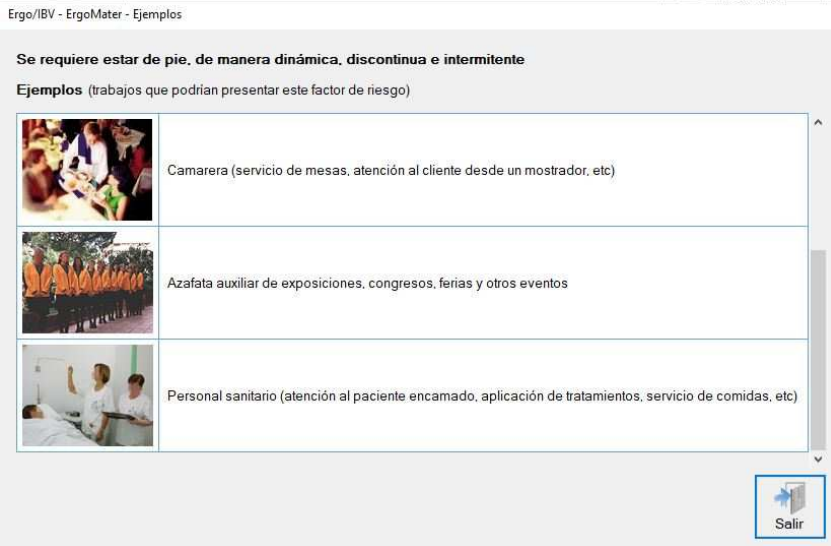 Ergo/IBV - ErgoMater - Ejemplos
Se requiere estar de pie, de manera dinámica, discontinua e intermitente
Ejemplos (trabajos que podrían presentar este factor de riesgo)
Camarera (servicio de mesas, atención al cliente desde un mostrador, etc)
Azafata auxiliar de exposiciones, congresos, ferias y otros eventos
Personal sanitario (atención al paciente encamado, aplicación de tratamientos, servicio de comidas, etc)
Salir